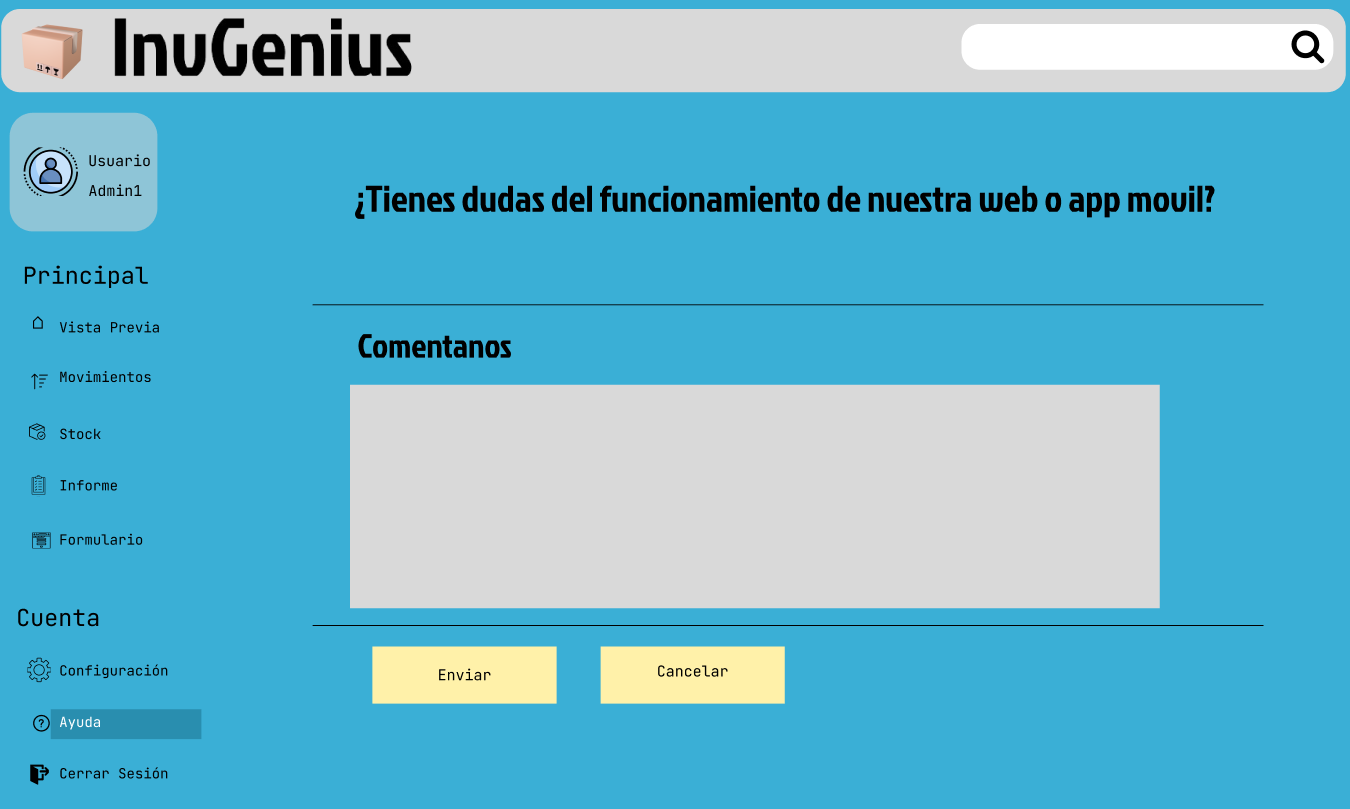 InvGenius
Usuario
Admin1
¿Tienes dudas del funcionamiento de nuestra web o app movil?
Principal
Vista Previa
Comentanos
Movimientos
Stock
Informe
Formulario
Cuenta
Configuración
Enviar
Cancelar
Ayuda
Cerrar Sesión